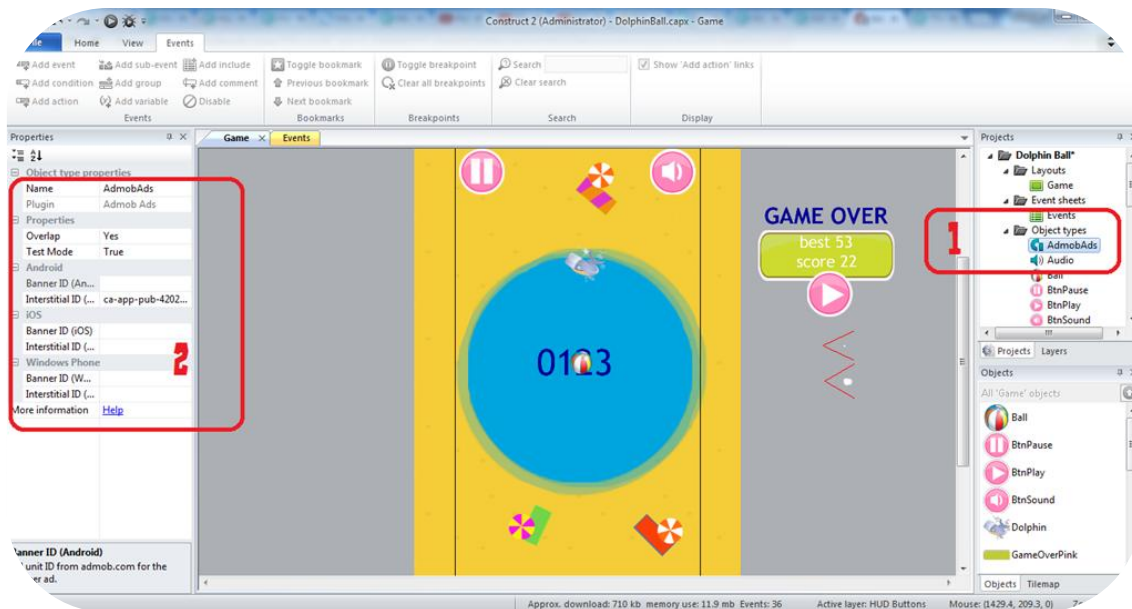 Construct 2 (Administrator) - DolphinBall.capx - Game
Home View Events
Add event Add sub-event Add include Toggle bookmark Toggle breakpoint Search Show 'Add action' links
Add condition Add group Add comment Previous bookmark Clear all breakpoints Clear search
Add action Add variable Disable Next bookmark
Events Bookmarks Breakpoints Search Display
Properties
Object type properties
Name AdmobAds
Plugin Admob Ads
Properties
Overlap Yes
Test Mode True
Android
Banner ID (An...
Interstitial ID (... ca-app-pub-4202...
iOS
Banner ID (iOS)
Interstitial ID (...
Windows Phone
Banner ID (W...
Interstitial ID (...
More information Help
2
Banner ID (Android)
unit ID from admob.com for the
er ad.
Game Events
GAME OVER
best 53
score 22
0123
1
Projects
Dolphin Ball*
Layouts
Game
Event sheets
Events
Object types
AdmobAds
Audio
Ball
BtnPause
BtnPlay
BtnSound
Projects Layers
Objects
All 'Game' objects
Ball
BtnPause
BtnPlay
BtnSound
Dolphin
GameOverPink
Objects Tilemap
Approx. download: 710 kb memory use: 11.9 mb Events: 36 Active layer: HUD Buttons Mouse: (1429.4, 209.3, 0)